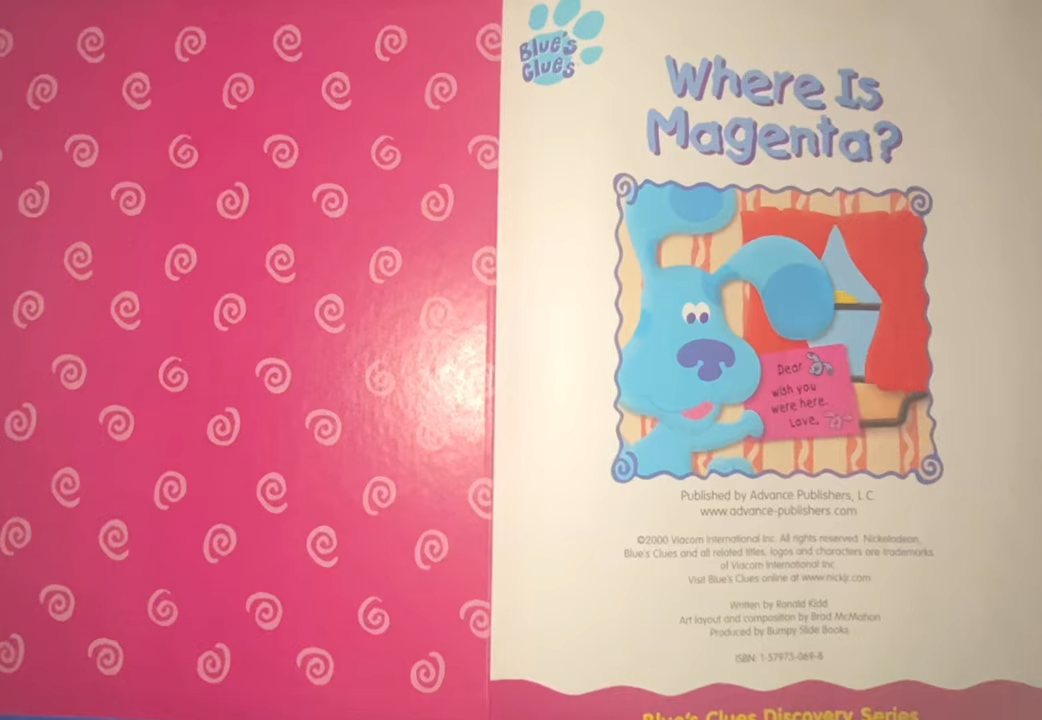 Blue's
Clues
Where Is
Magenta?
Dear
wish you
were here.
Love,
Published by Advance Publishers, L.C.
www.advance-publishers.com
©2000 Viacom International Inc. All rights reserved. Nickelodeon,
Blue's Clues and all related titles, logos and characters are trademarks
of Viacom International Inc.
Visit Blue's Clues online at www.nickjr.com
Written by Ronald Kidd
Art layout and composition by Brad McMahon
Produced by Bumpy Slide Books
ISBN: 1-57973-069-8
Blue's Clues Discovery Series